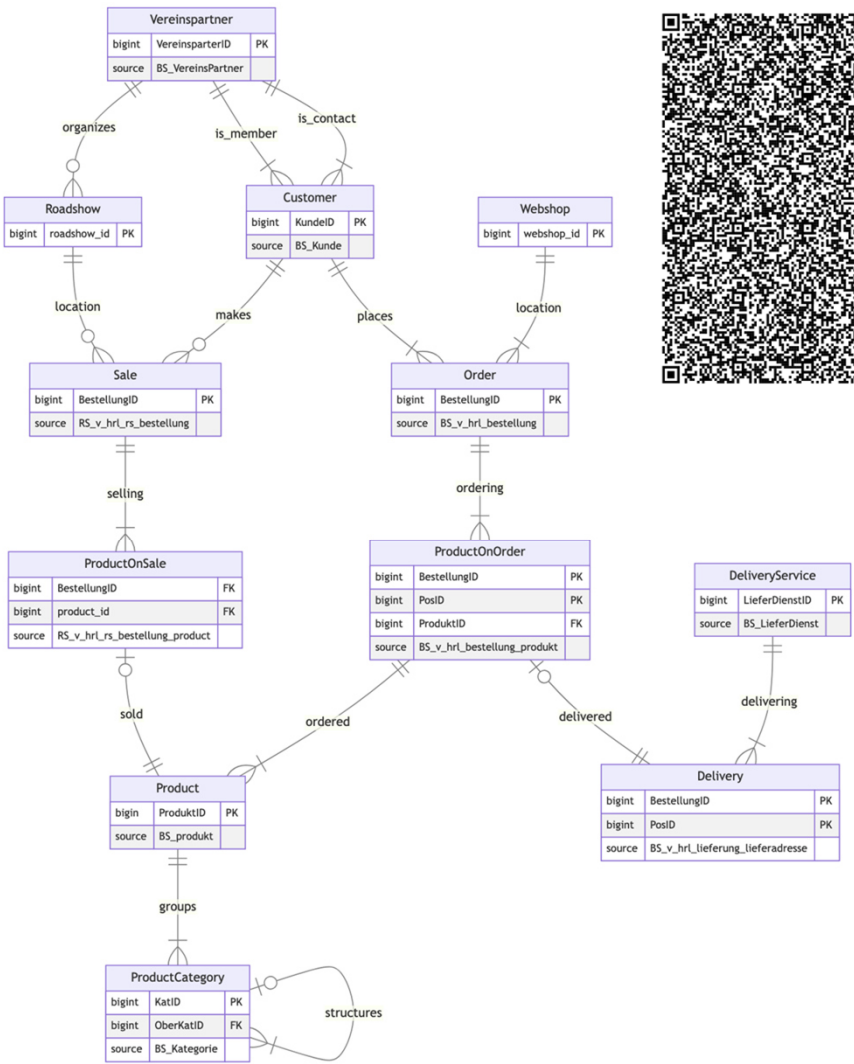 Vereinspartner
bigint VereinsparterID PK
source BS_VereinsPartner
organizes
is_member
is_contact
Roadshow
bigint roadshow_id PK
Customer
bigint KundeID PK
source BS_Kunde
Webshop
bigint webshop_id PK
location
makes
places
location
Sale
bigint BestellungID PK
source RS_v_hrl_rs_bestellung
Order
bigint BestellungID PK
source BS_v_hrl_bestellung
selling
ordering
ProductOnSale
bigint BestellungID FK
bigint product_id FK
source RS_v_hrl_rs_bestellung_product
ProductOnOrder
bigint BestellungID PK
bigint PosID PK
bigint ProduktID FK
source BS_v_hrl_bestellung_produkt
DeliveryService
bigint LieferDienstID PK
source BS_LieferDienst
sold
ordered
delivered
delivering
Product
bigin ProduktID PK
source BS_produkt
Delivery
bigint BestellungID PK
bigint PosID PK
source BS_v_hrl_lieferung_lieferadresse
groups
ProductCategory
bigint KatID PK
bigint OberKatID FK
source BS_Kategorie
structures